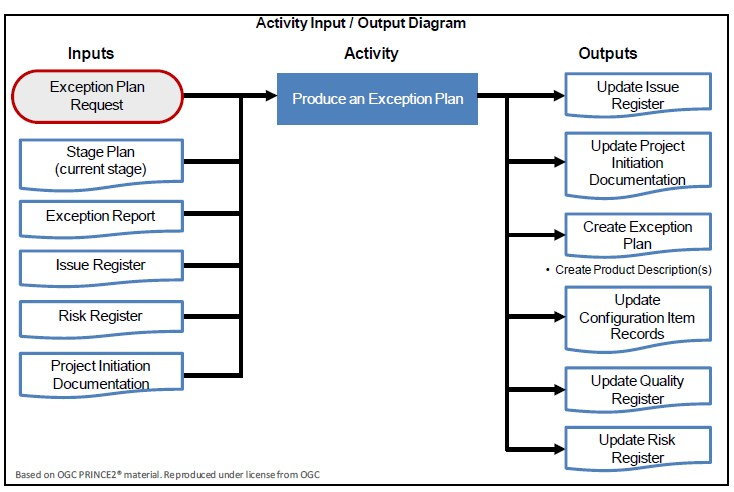 Activity Input / Output Diagram
Inputs
Activity
Outputs
Exception Plan
Request
Stage Plan
(current stage)
Exception Report
Issue Register
Risk Register
Project Initiation
Documentation
Produce an Exception Plan
Update Issue
Register
Update Project
Initiation
Documentation
Create Exception
Plan
• Create Product Description(s)
Update
Configuration Item
Records
Update Quality
Register
Update Risk
Register
Based on OGC PRINCE2® material. Reproduced under license from OGC